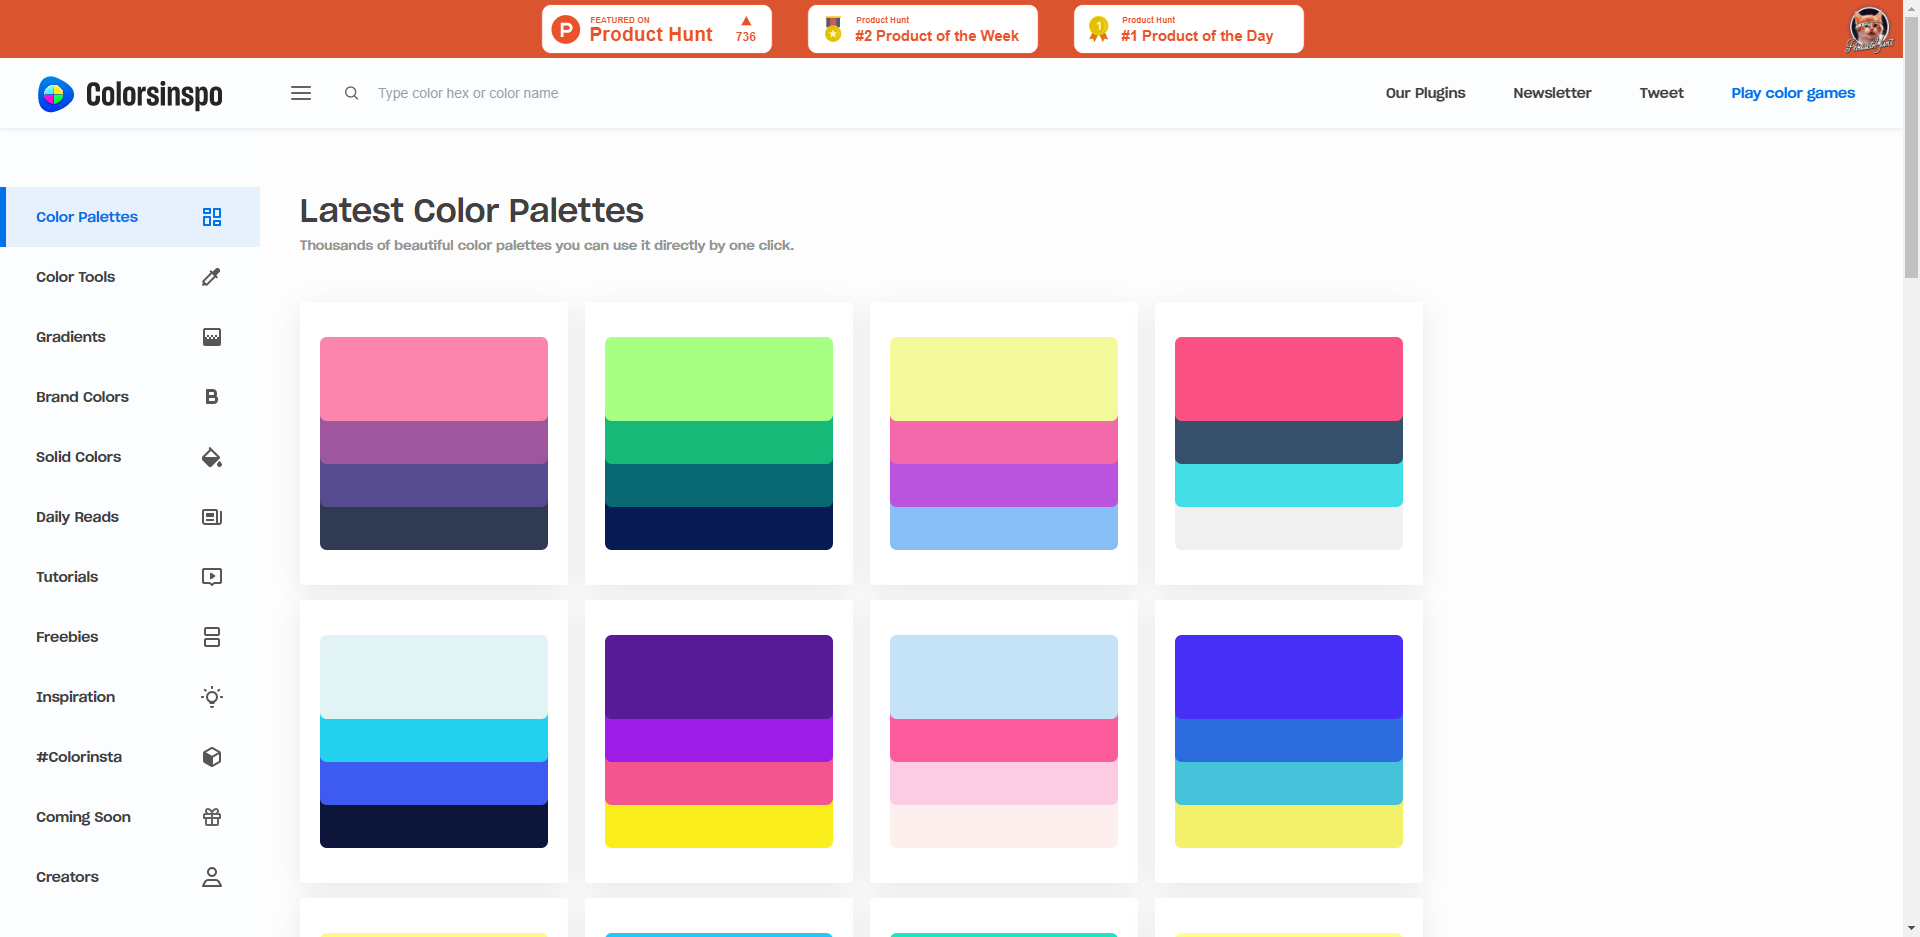 FEATURED ON
Product Hunt
736
Product Hunt
#2 Product of the Week
1
Product Hunt
#1 Product of the Day
Colorsinspo
Type color hex or color name
Our Plugins
Newsletter
Tweet
Play color games
Color Palettes
Color Tools
Gradients
Brand Colors
Solid Colors
Daily Reads
Tutorials
Freebies
Inspiration
#Colorinsta
Coming Soon
Creators
Latest Color Palettes
Thousands of beautiful color palettes you can use it directly by one click.